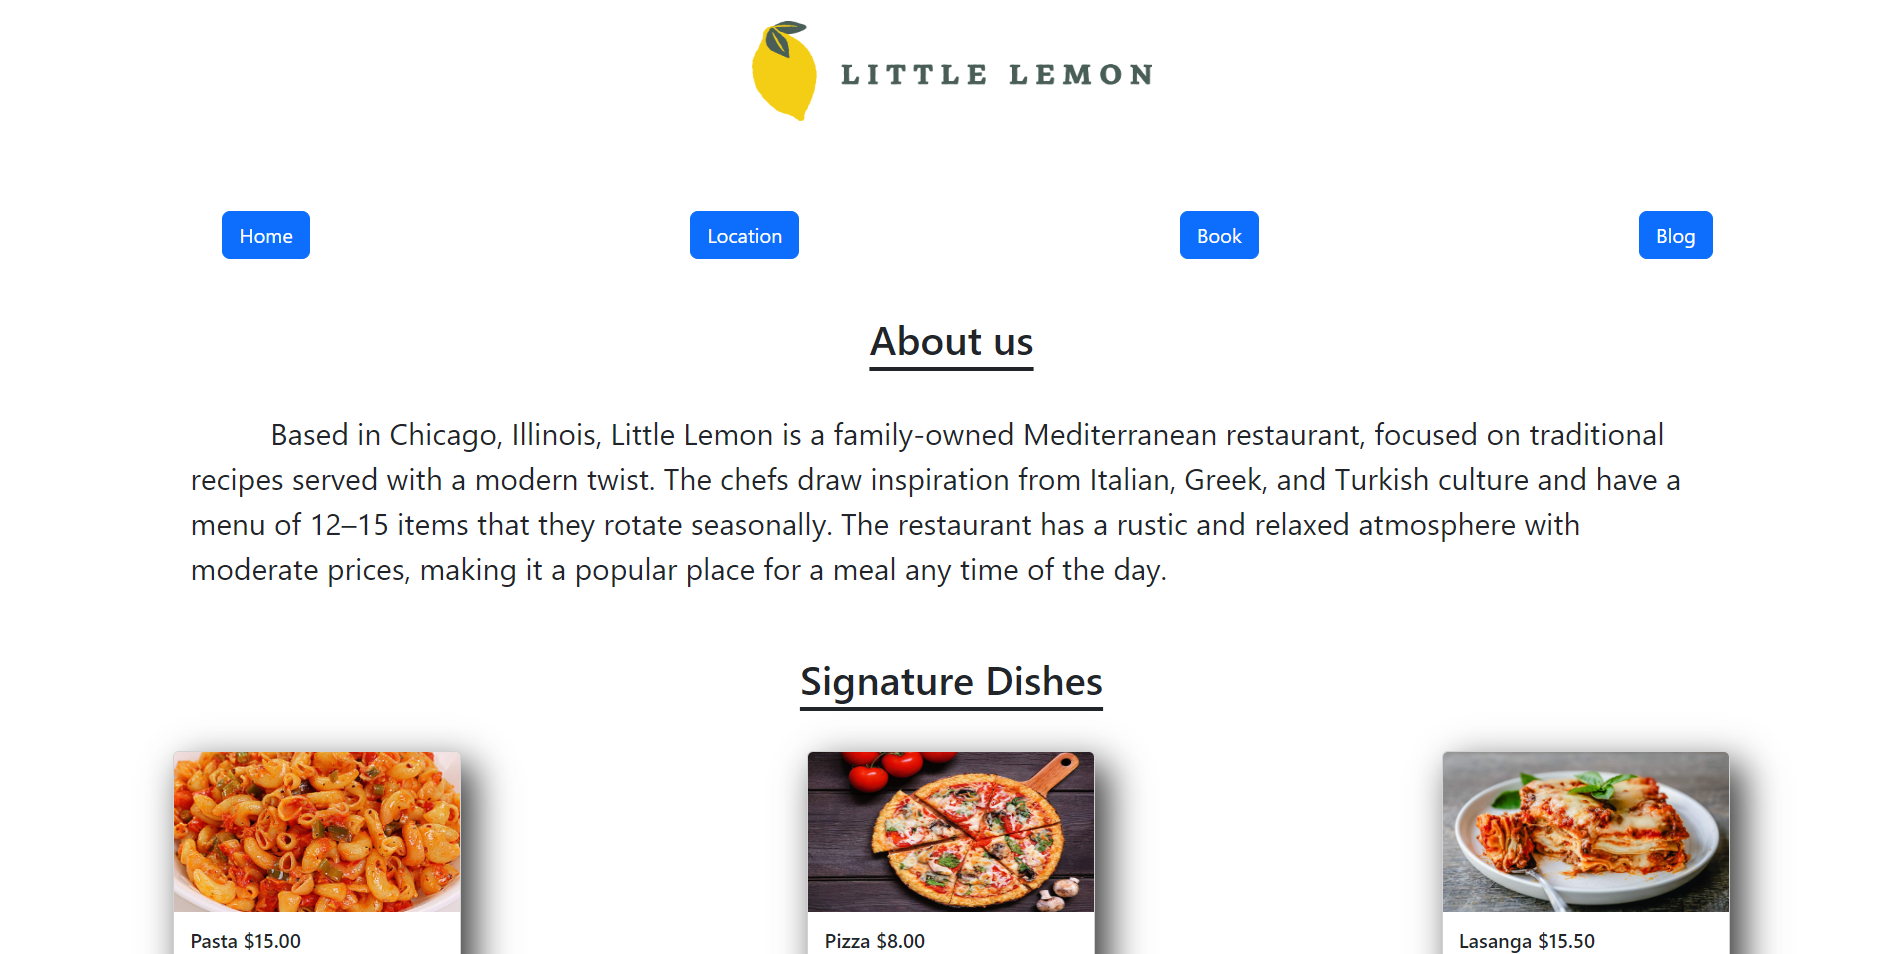 LITTLE LEMON
Home
Location
Book
Blog
About us
Based in Chicago, Illinois, Little Lemon is a family-owned Mediterranean restaurant, focused on traditional
recipes served with a modern twist. The chefs draw inspiration from Italian, Greek, and Turkish culture and have a
menu of 12–15 items that they rotate seasonally. The restaurant has a rustic and relaxed atmosphere with
moderate prices, making it a popular place for a meal any time of the day.
Signature Dishes
Pasta $15.00
Pizza $8.00
Lasanga $15.50